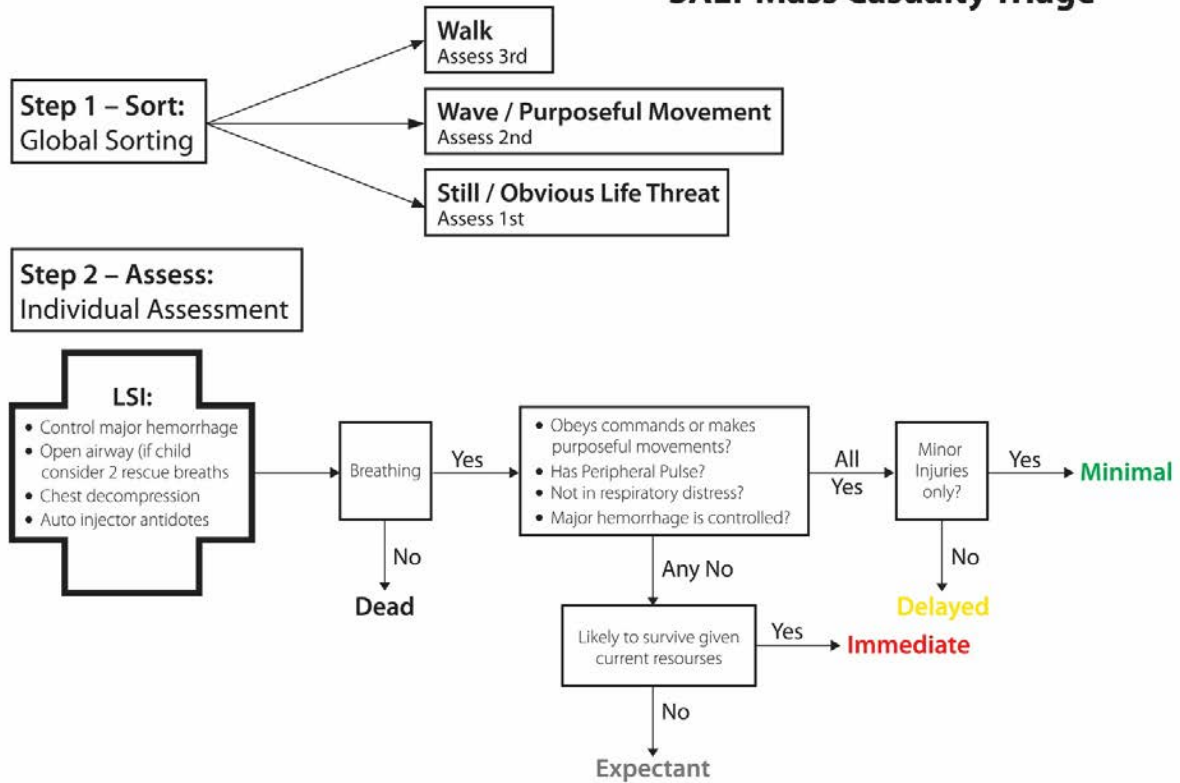 SALT Mass Casualty Triage
Walk
Assess 3rd
Step 1 – Sort:
Global Sorting
Wave / Purposeful Movement
Assess 2nd
Still / Obvious Life Threat
Assess 1st
Step 2 – Assess:
Individual Assessment
LSI:
• Control major hemorrhage
• Open airway (if child
consider 2 rescue breaths
• Chest decompression
• Auto injector antidotes
Breathing
Yes
No
Dead
• Obeys commands or makes
purposeful movements?
• Has Peripheral Pulse?
• Not in respiratory distress?
• Major hemorrhage is controlled?
All
Yes
Minor
Injuries
only?
Yes
Minimal
No
Delayed
Any No
Likely to survive given
current resourses
Yes
Immediate
No
Expectant